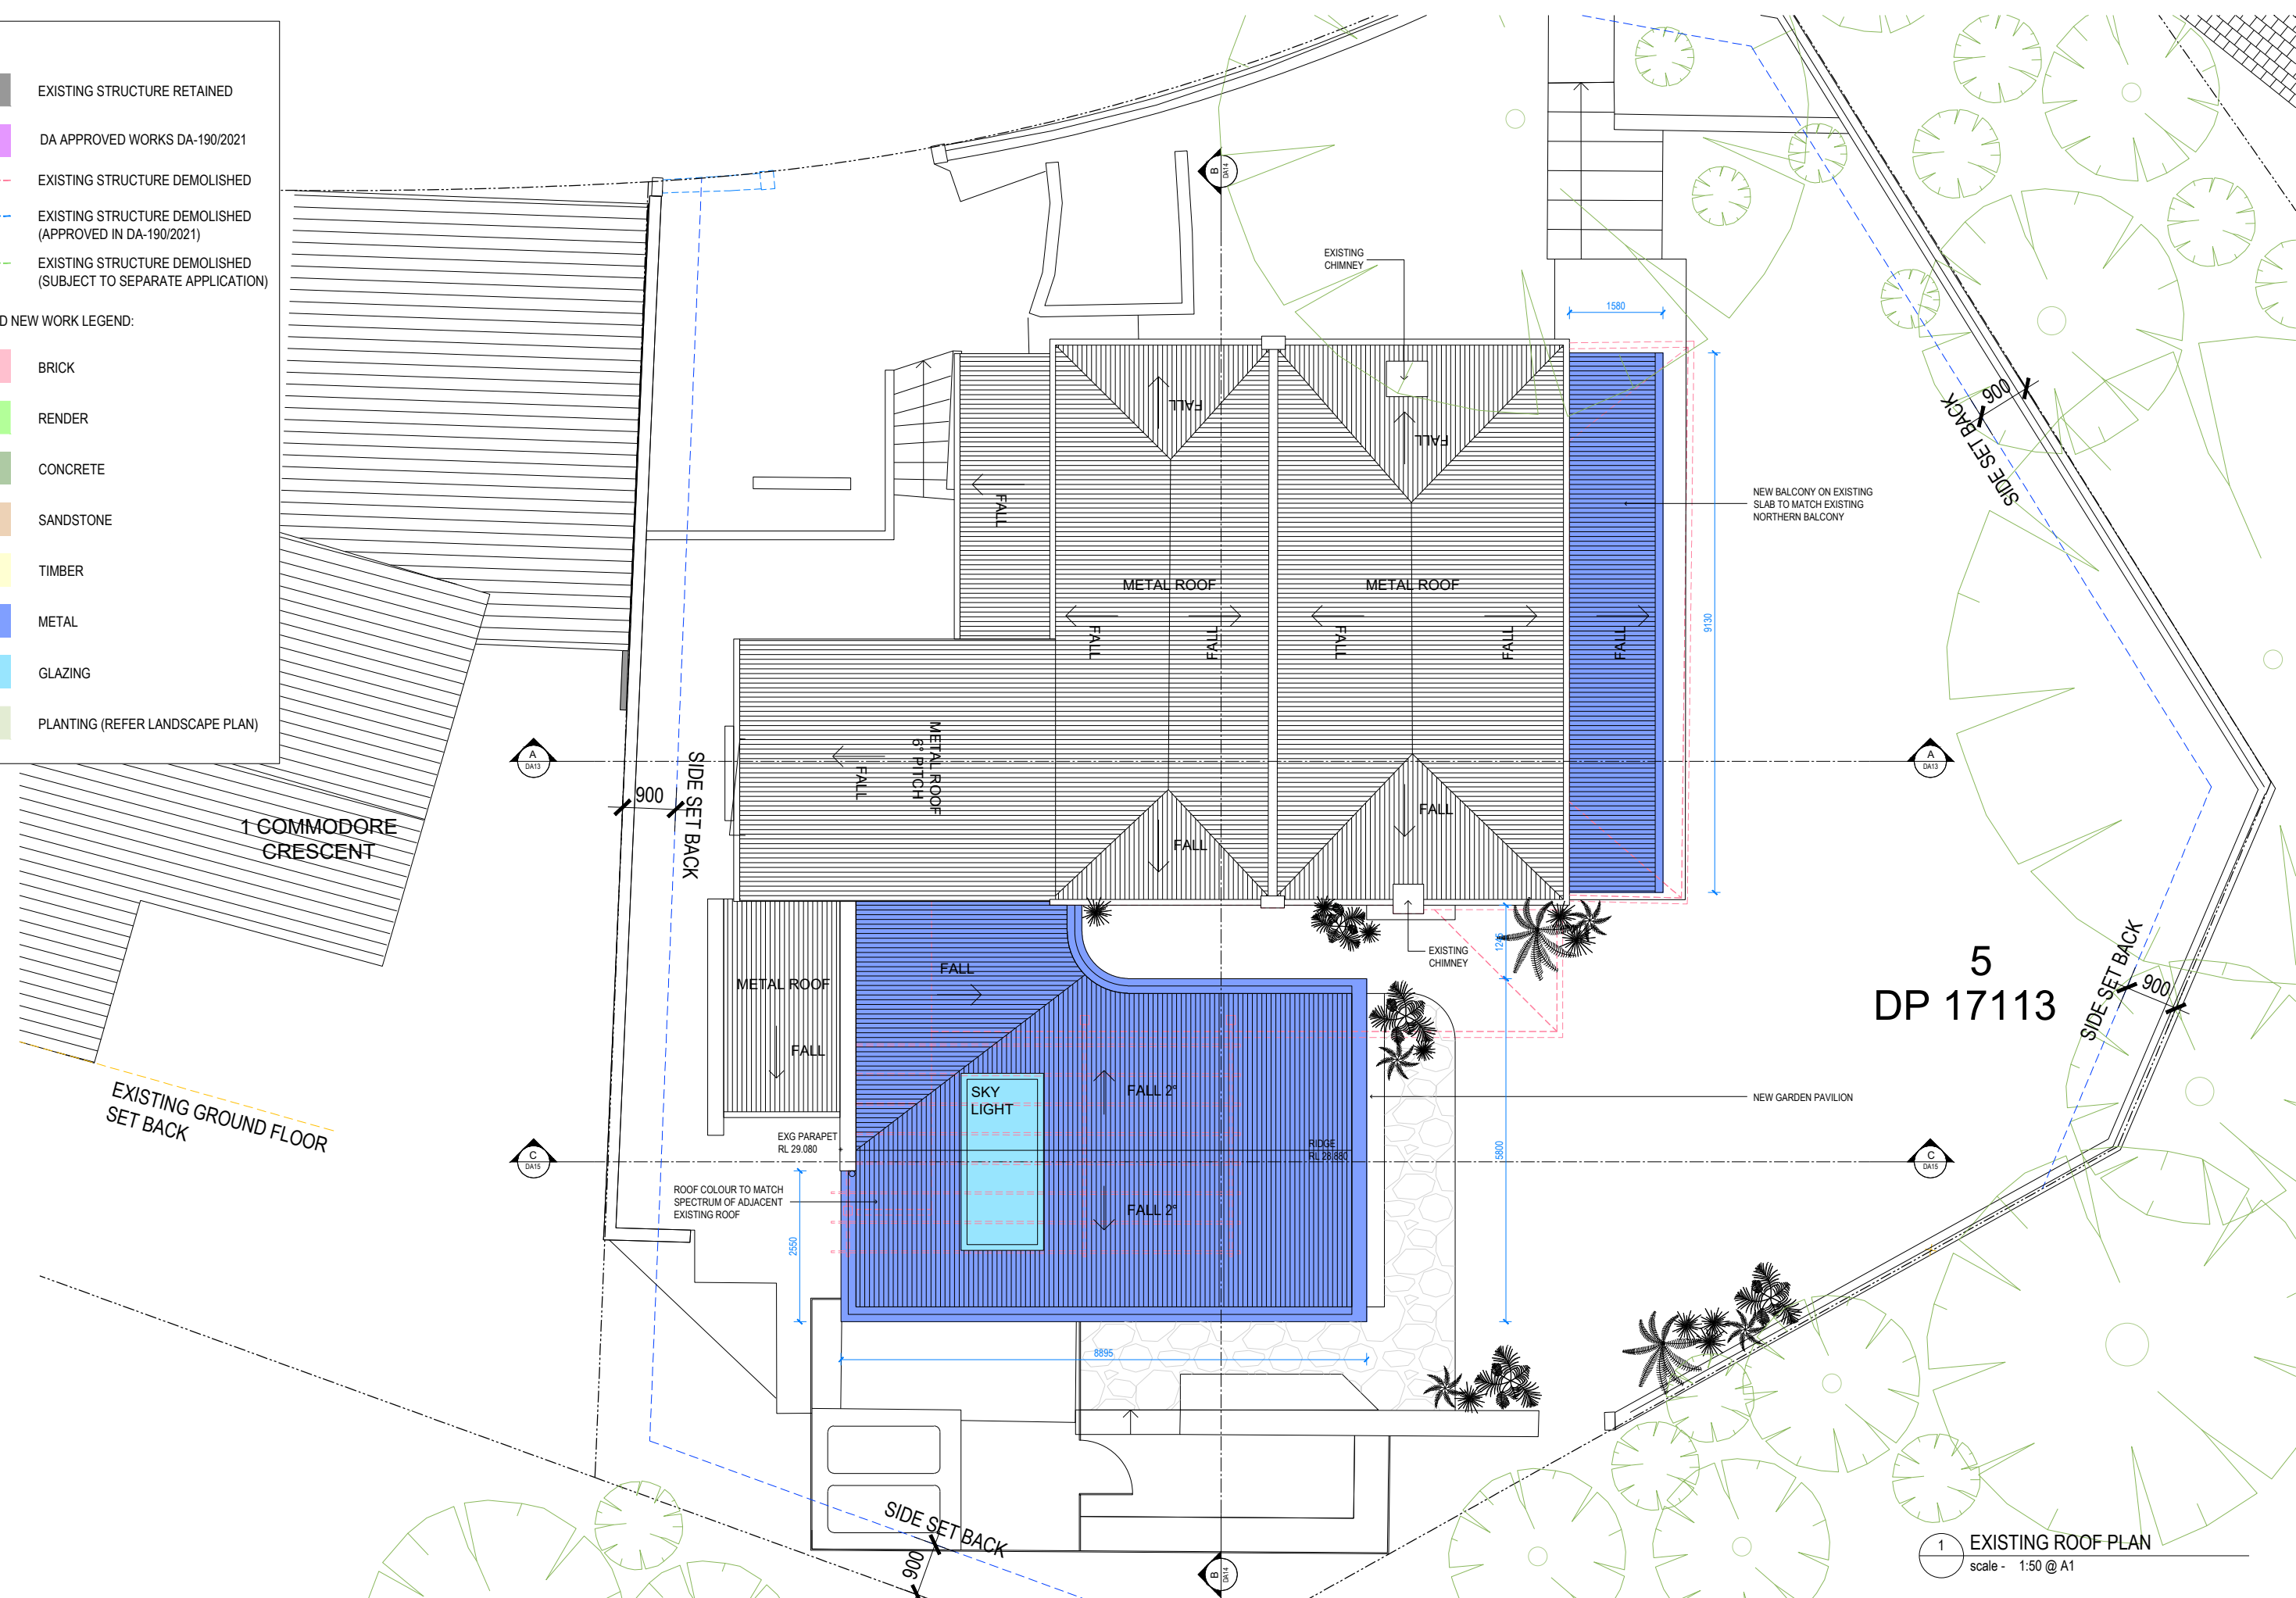 EXISTING STRUCTURE RETAINED
DA APPROVED WORKS DA-190/2021
EXISTING STRUCTURE DEMOLISHED
EXISTING STRUCTURE DEMOLISHED
(APPROVED IN DA-190/2021)
EXISTING STRUCTURE DEMOLISHED
(SUBJECT TO SEPARATE APPLICATION)
D NEW WORK LEGEND:
BRICK
RENDER
CONCRETE
SANDSTONE
TIMBER
METAL
GLAZING
PLANTING (REFER LANDSCAPE PLAN)
B
DA14
EXISTING
CHIMNEY
1580
FALL
FALL
FALL
900
SIDE SET BACK
NEW BALCONY ON EXISTING
SLAB TO MATCH EXISTING
NORTHERN BALCONY
METAL ROOF
METAL ROOF
FALL
FALL
FALL
FALL
FALL
9130
A
DA13
A
DA13
900
SIDE SET BACK
METAL ROOF
6° PITCH
FALL
FALL
FALL
1 COMMODORE
CRESCENT
EXISTING
CHIMNEY
1245
5
DP 17113
SIDE SET BACK
900
METAL ROOF
FALL
FALL
SKY
LIGHT
FALL 2°
NEW GARDEN PAVILION
EXISTING GROUND FLOOR
SET BACK
EXG PARAPET
RL 29.080
RIDGE
RL 28.880
5800
C
DA15
C
DA15
ROOF COLOUR TO MATCH
SPECTRUM OF ADJACENT
EXISTING ROOF
FALL 2°
2550
8895
SIDE SET BACK
900
B
DA14
1
EXISTING ROOF PLAN
scale - 1:50 @ A1